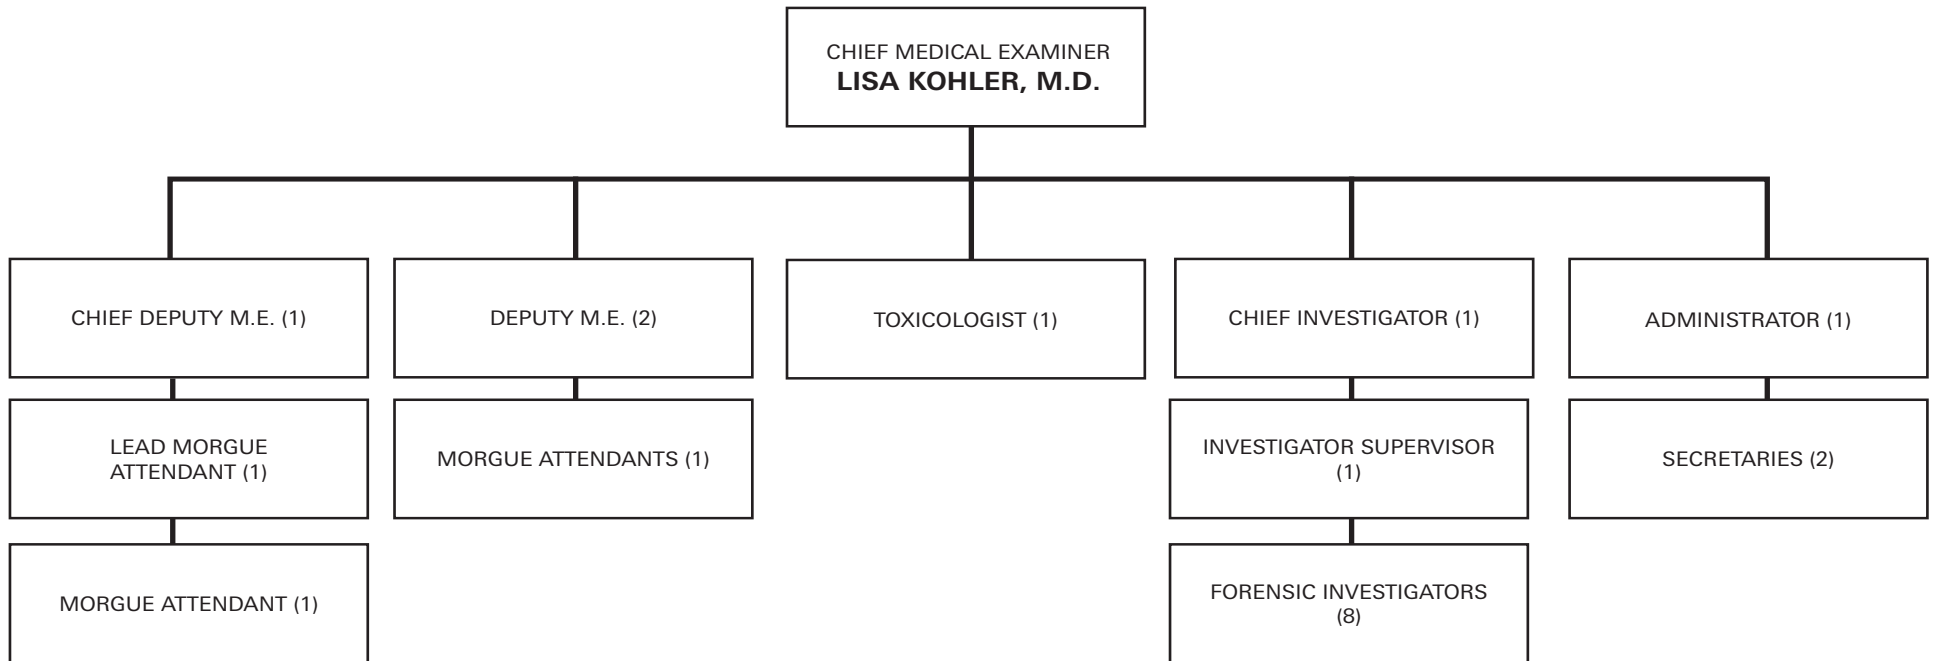 CHIEF MEDICAL EXAMINER
LISA KOHLER, M.D.
CHIEF DEPUTY M.E. (1)
DEPUTY M.E. (2)
TOXICOLOGIST (1)
CHIEF INVESTIGATOR (1)
ADMINISTRATOR (1)
LEAD MORGUE
ATTENDANT (1)
MORGUE ATTENDANTS (1)
INVESTIGATOR SUPERVISOR
(1)
SECRETARIES (2)
MORGUE ATTENDANT (1)
FORENSIC INVESTIGATORS
(8)